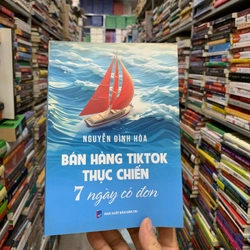 NGUYỄN ĐÌNH HÒA
BÁN HÀNG TIKTOK
THỰC CHIẾN
7 ngày có đơn